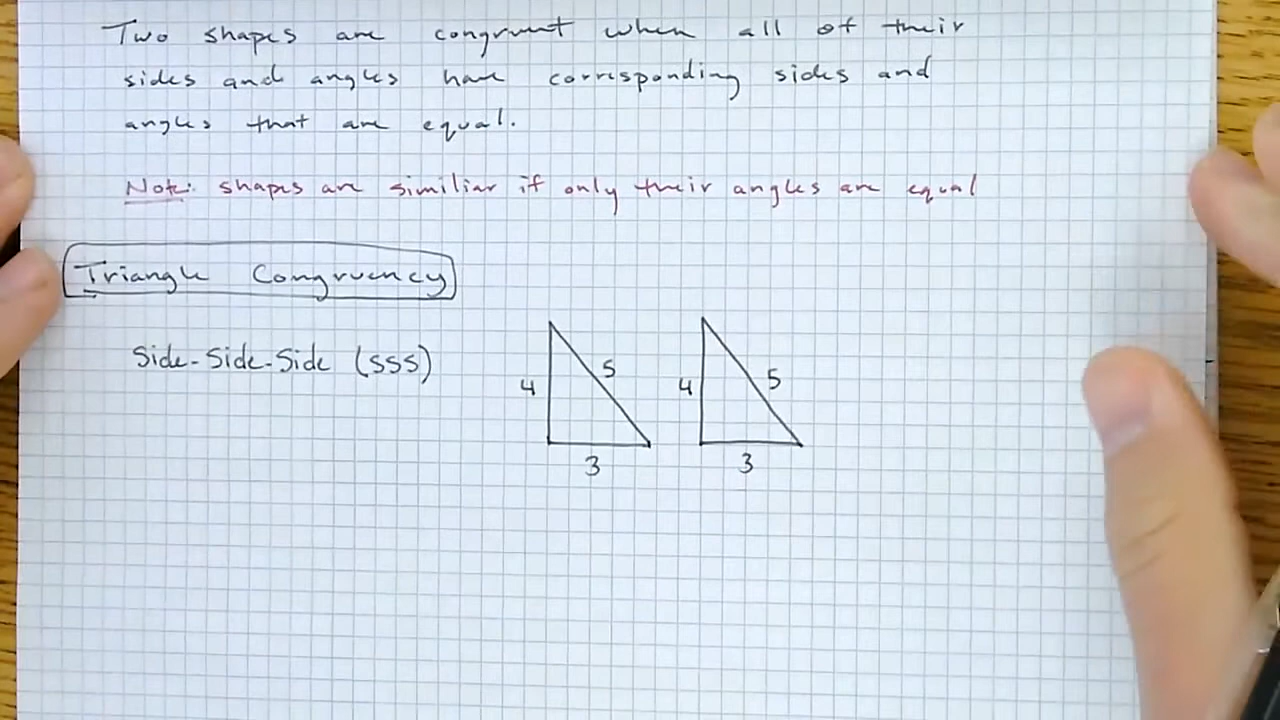 Two shapes are congruent when all of their
sides and angles have corresponding sides and
angles that are equal.
Note: shapes are similiar if only their angles are equal
Triangle Congruency
Side-Side-Side (SSS)
4 5 3
4 5 3